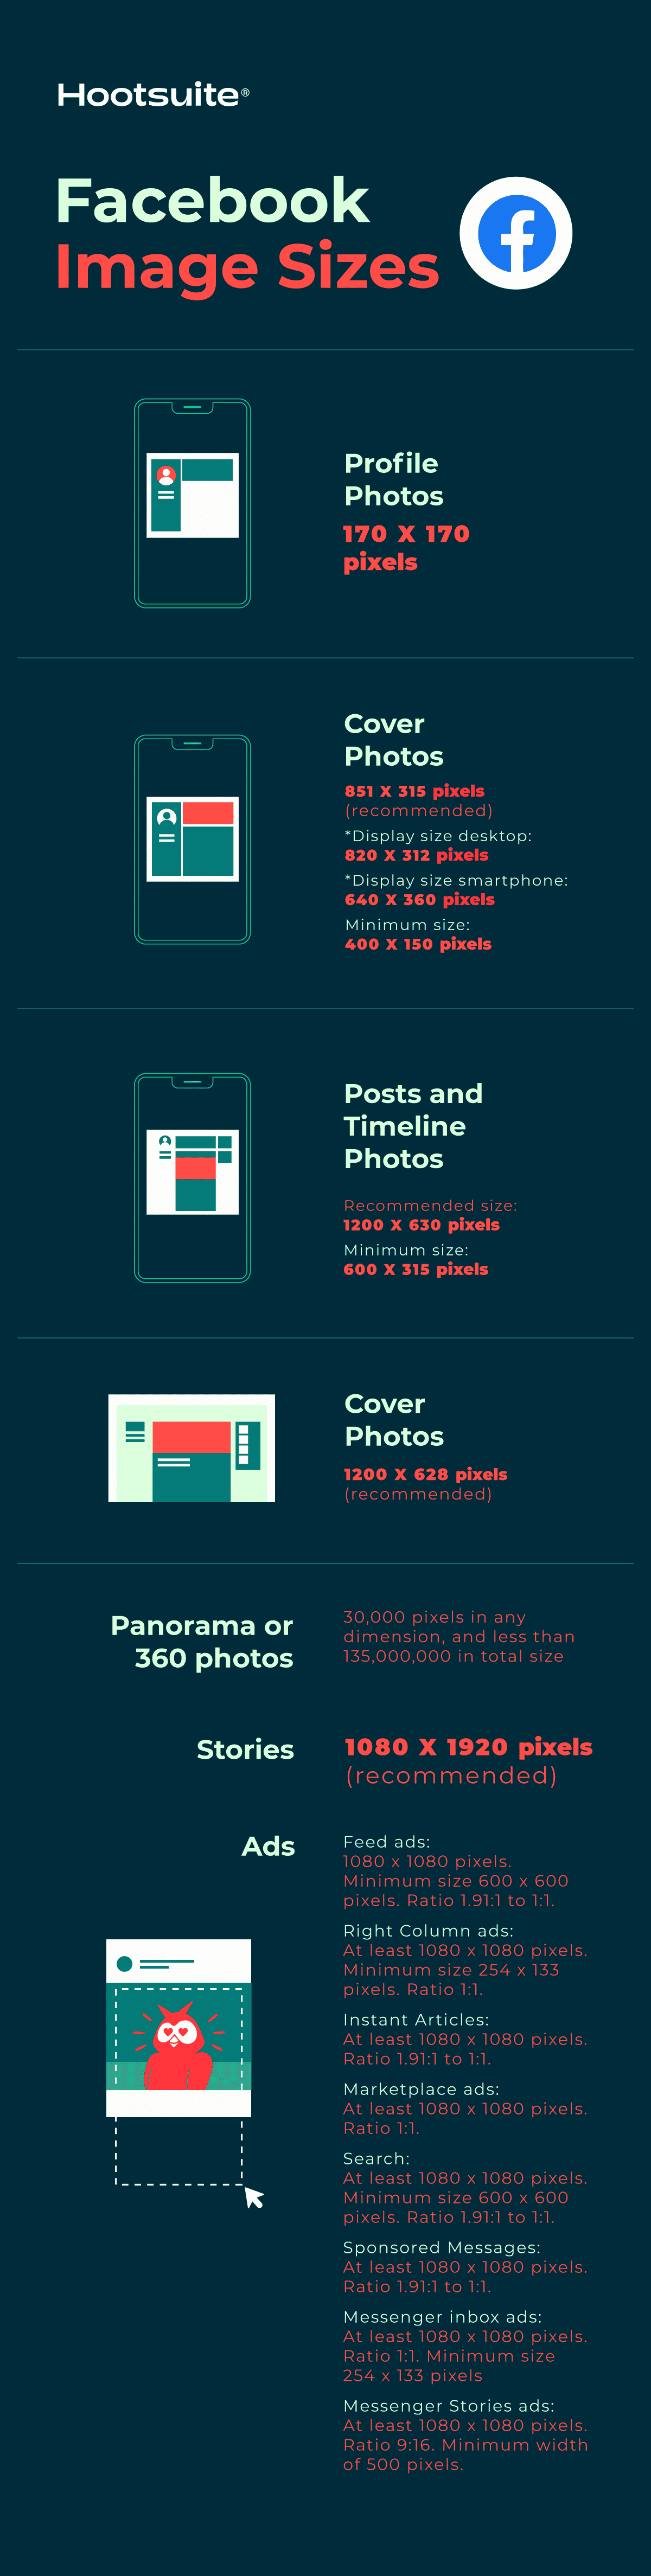 Hootsuite®
Facebook
Image Sizes
Profile
Photos
170 X 170
pixels
Cover
Photos
851 X 315 pixels
(recommended)
*Display size desktop:
820 X 312 pixels
*Display size smartphone:
640 X 360 pixels
Minimum size:
400 X 150 pixels
Posts and
Timeline
Photos
Recommended size:
1200 X 630 pixels
Minimum size:
600 X 315 pixels
Cover
Photos
1200 X 628 pixels
(recommended)
Panorama or
360 photos
30,000 pixels in any
dimension, and less than
135,000,000 in total size
Stories
1080 X 1920 pixels
(recommended)
Ads
Feed ads:
1080 x 1080 pixels.
Minimum size 600 x 600
pixels. Ratio 1.91:1 to 1:1.
Right Column ads:
At least 1080 x 1080 pixels.
Minimum size 254 x 133
pixels. Ratio 1:1.
Instant Articles:
At least 1080 x 1080 pixels.
Ratio 1.91:1 to 1:1.
Marketplace ads:
At least 1080 x 1080 pixels.
Ratio 1:1.
Search:
At least 1080 x 1080 pixels.
Minimum size 600 x 600
pixels. Ratio 1.91:1 to 1:1.
Sponsored Messages:
At least 1080 x 1080 pixels.
Ratio 1.91:1 to 1:1.
Messenger inbox ads:
At least 1080 x 1080 pixels.
Ratio 1:1. Minimum size
254 x 133 pixels
Messenger Stories ads:
At least 1080 x 1080 pixels.
Ratio 9:16. Minimum width
of 500 pixels.